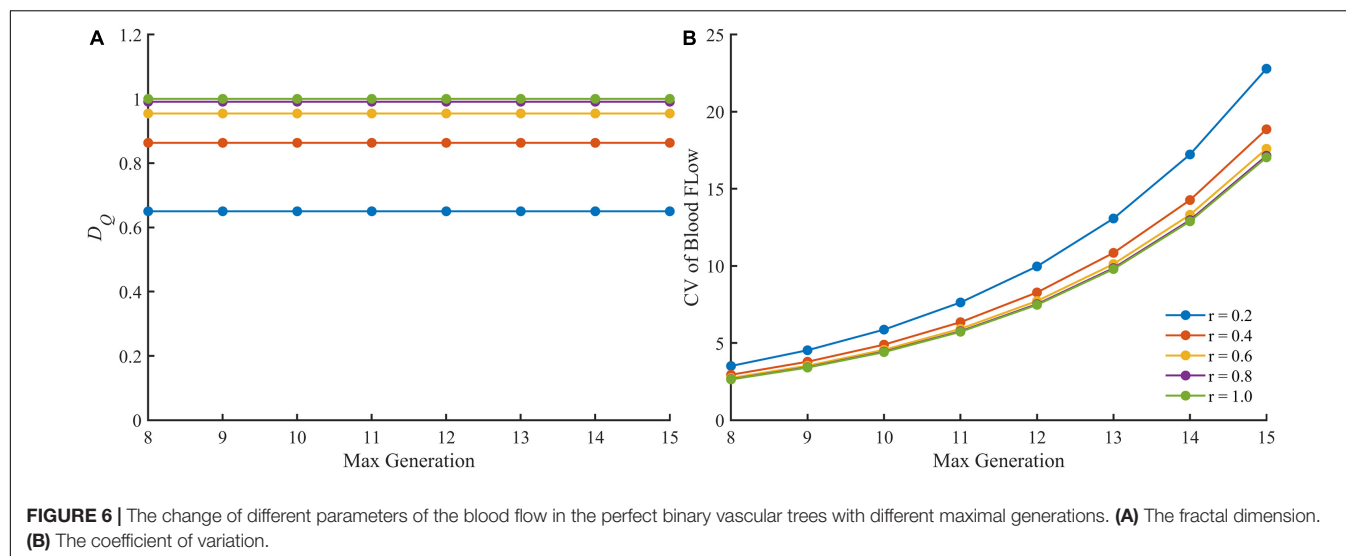 A
1.2
1
0.8
0.6
0.4
0.2
0
D_Q
8 9 10 11 12 13 14 15
Max Generation
B
25
20
15
10
5
0
CV of Blood FLow
8 9 10 11 12 13 14 15
Max Generation
r = 0.2
r = 0.4
r = 0.6
r = 0.8
r = 1.0
FIGURE 6 | The change of different parameters of the blood flow in the perfect binary vascular trees with different maximal generations. (A) The fractal dimension.
(B) The coefficient of variation.